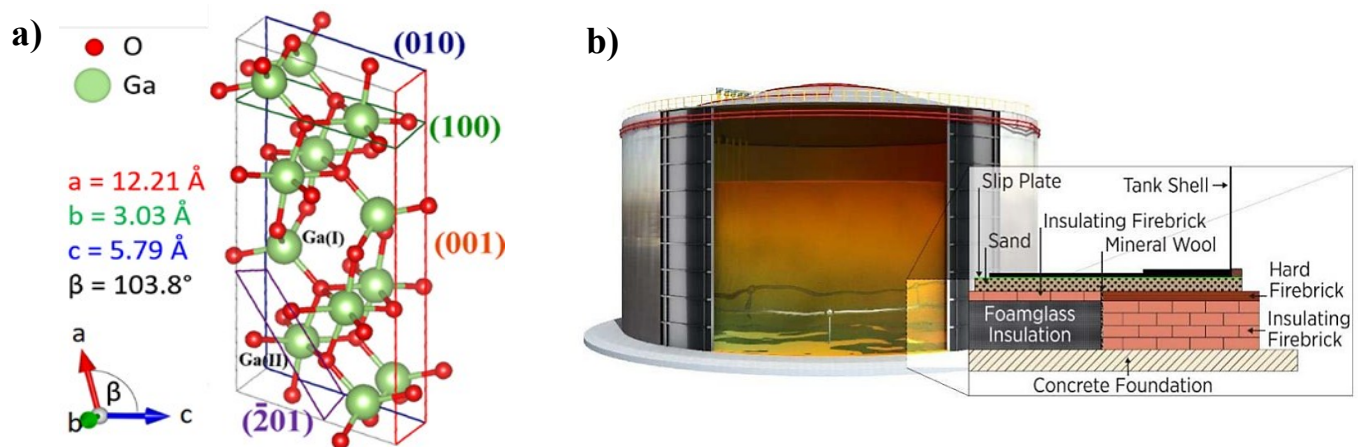 a)
O
Ga
a = 12.21 Å
b = 3.03 Å
c = 5.79 Å
β = 103.8°
a
β
b
c
(010)
(100)
Ga(I)
(001)
Ga(II)
(2̅01)
b)
Slip Plate
Tank Shell
Insulating Firebrick
Sand
Mineral Wool
Hard
Firebrick
Foamglass
Insulation
Insulating
Firebrick
Concrete Foundation